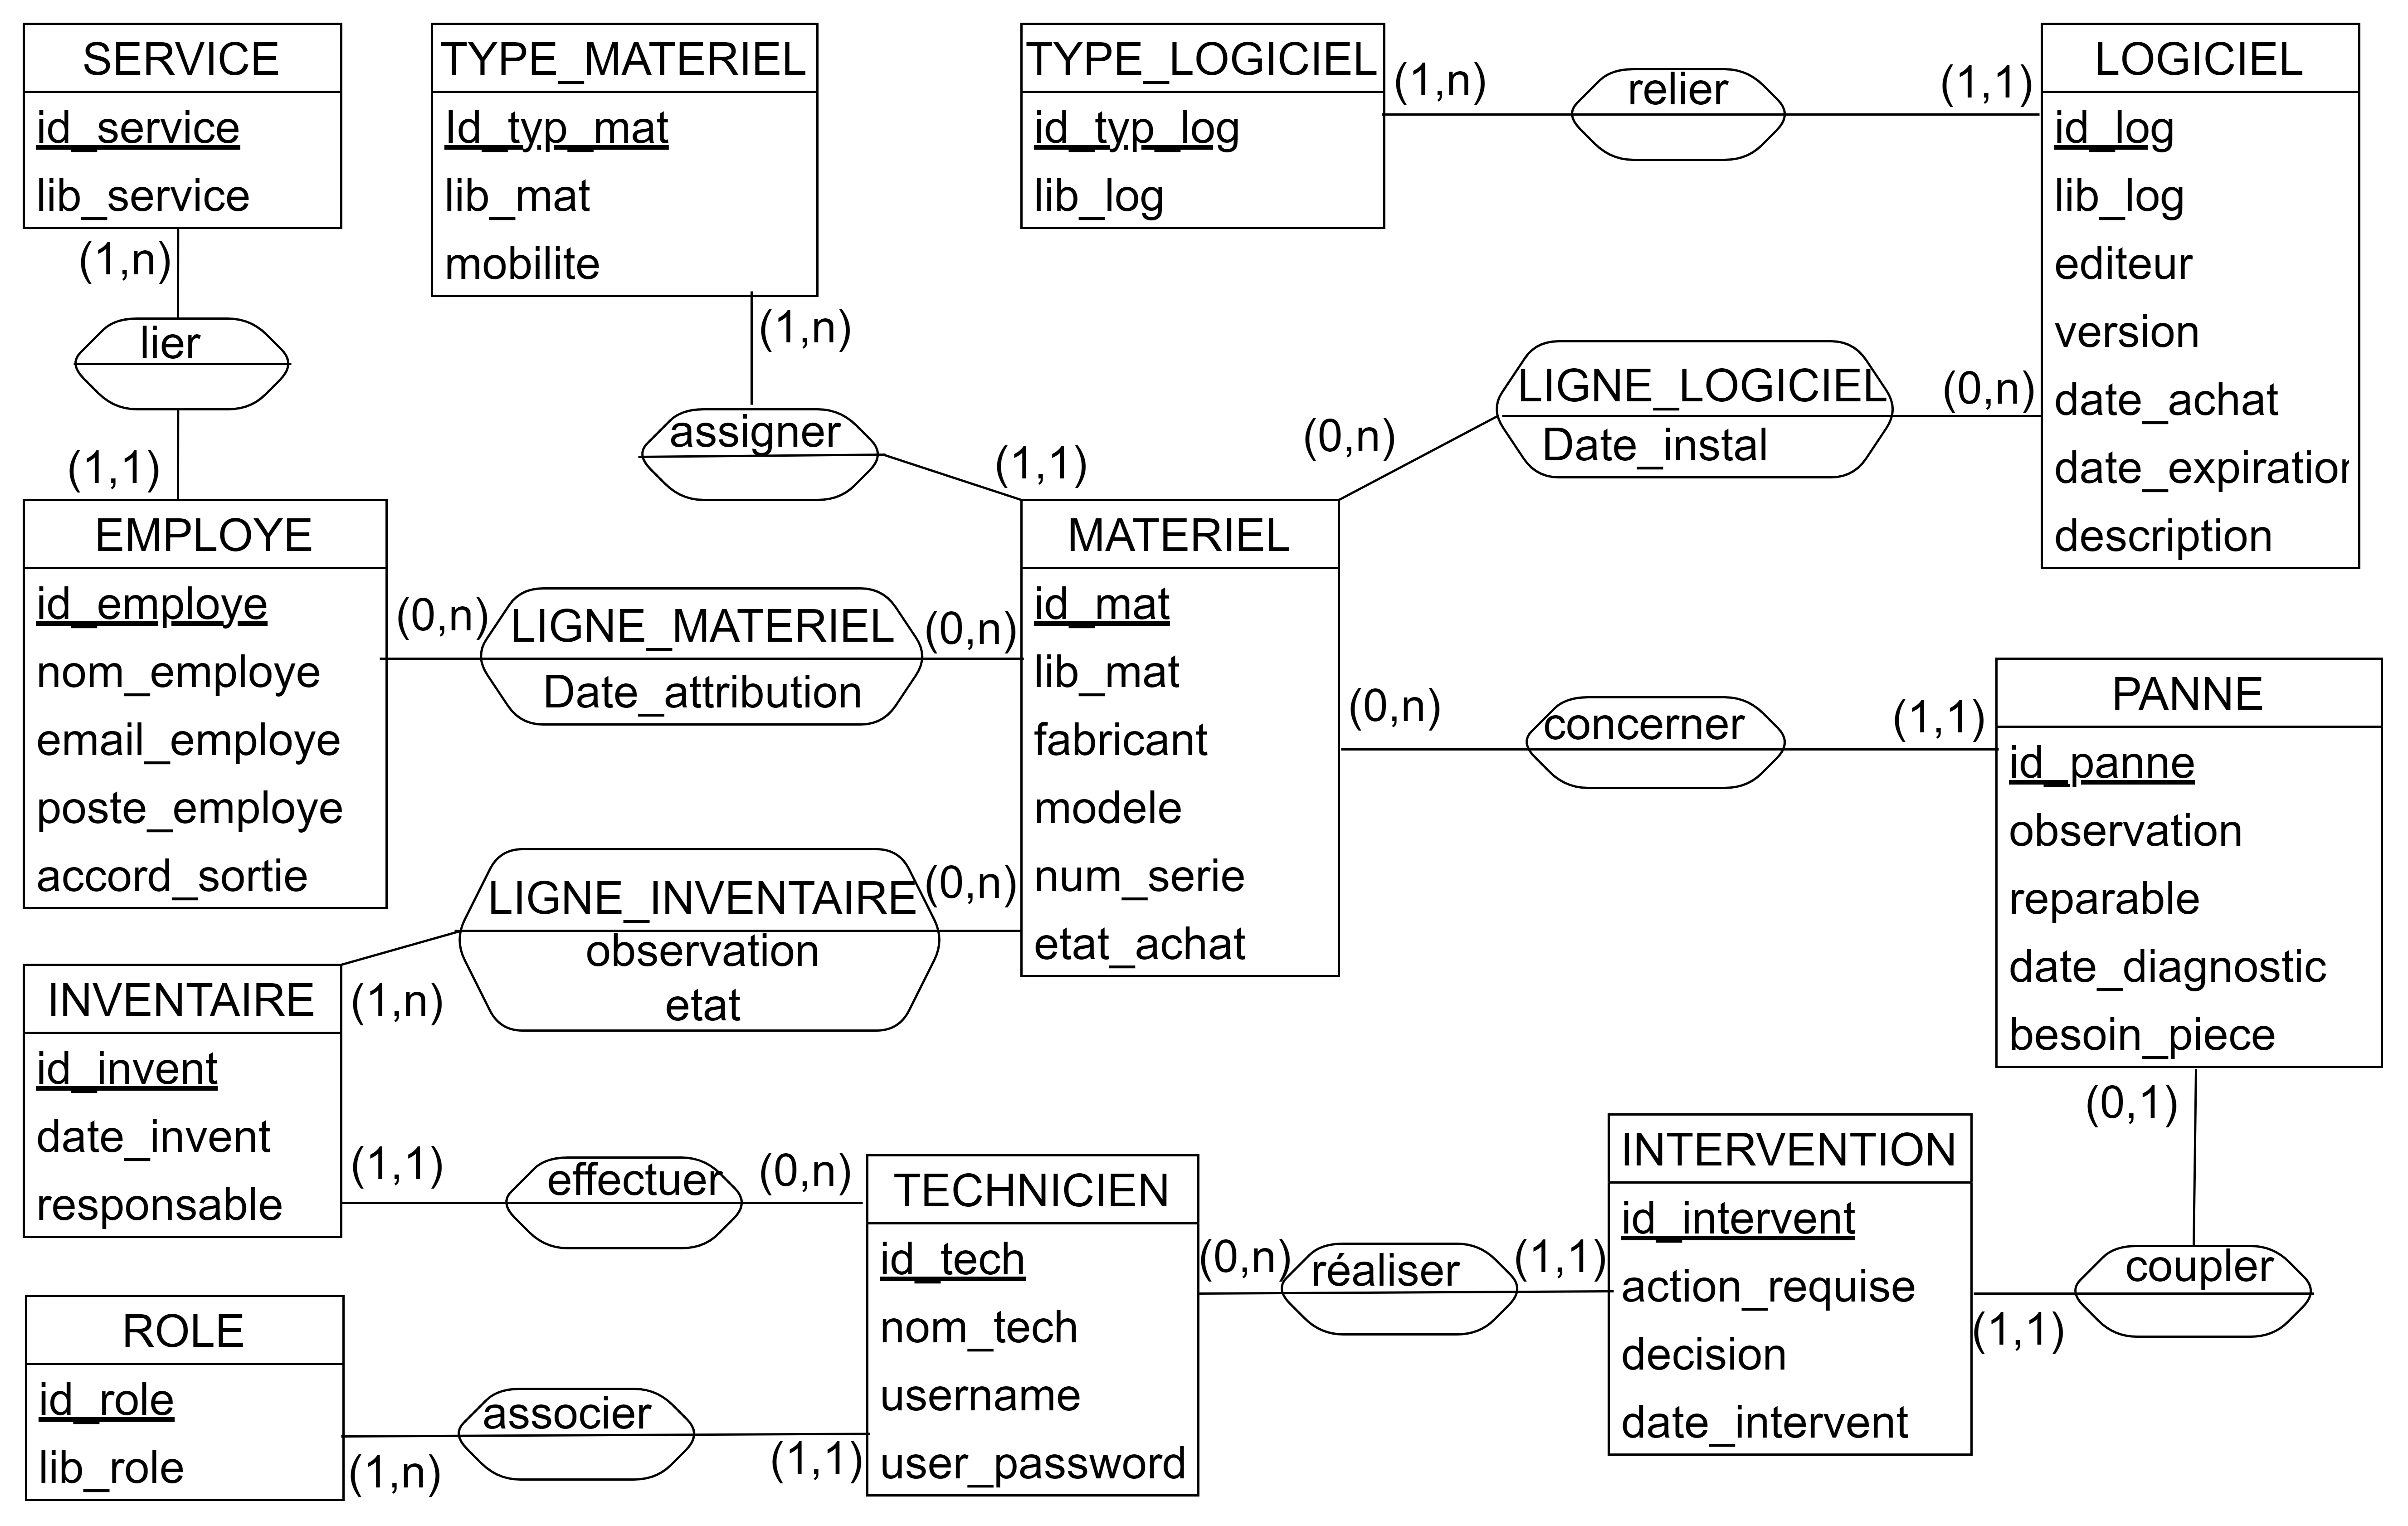 SERVICE
id_service
lib_service
(1,n)
lier
(1,1)
TYPE_MATERIEL
Id_typ_mat
lib_mat
mobilite
(1,n)
assigner
(1,1)
TYPE_LOGICIEL
id_typ_log
lib_log
(1,n)
relier
(1,1)
LOGICIEL
id_log
lib_log
editeur
version
date_achat
date_expiration
description
(0,n)
LIGNE_LOGICIEL
Date_instal
(0,n)
EMPLOYE
id_employe
nom_employe
email_employe
poste_employe
accord_sortie
(0,n)
LIGNE_MATERIEL
Date_attribution
(0,n)
MATERIEL
id_mat
lib_mat
fabricant
modele
num_serie
etat_achat
(0,n)
concerner
(1,1)
PANNE
id_panne
observation
reparable
date_diagnostic
besoin_piece
(0,1)
LIGNE_INVENTAIRE
observation
etat
(0,n)
(1,n)
INVENTAIRE
id_invent
date_invent
responsable
(1,1)
effectuer
(0,n)
TECHNICIEN
id_tech
nom_tech
username
user_password
(0,n)
réaliser
(1,1)
INTERVENTION
id_intervent
action_requise
decision
date_intervent
(1,1)
coupler
ROLE
id_role
lib_role
(1,n)
associer
(1,1)